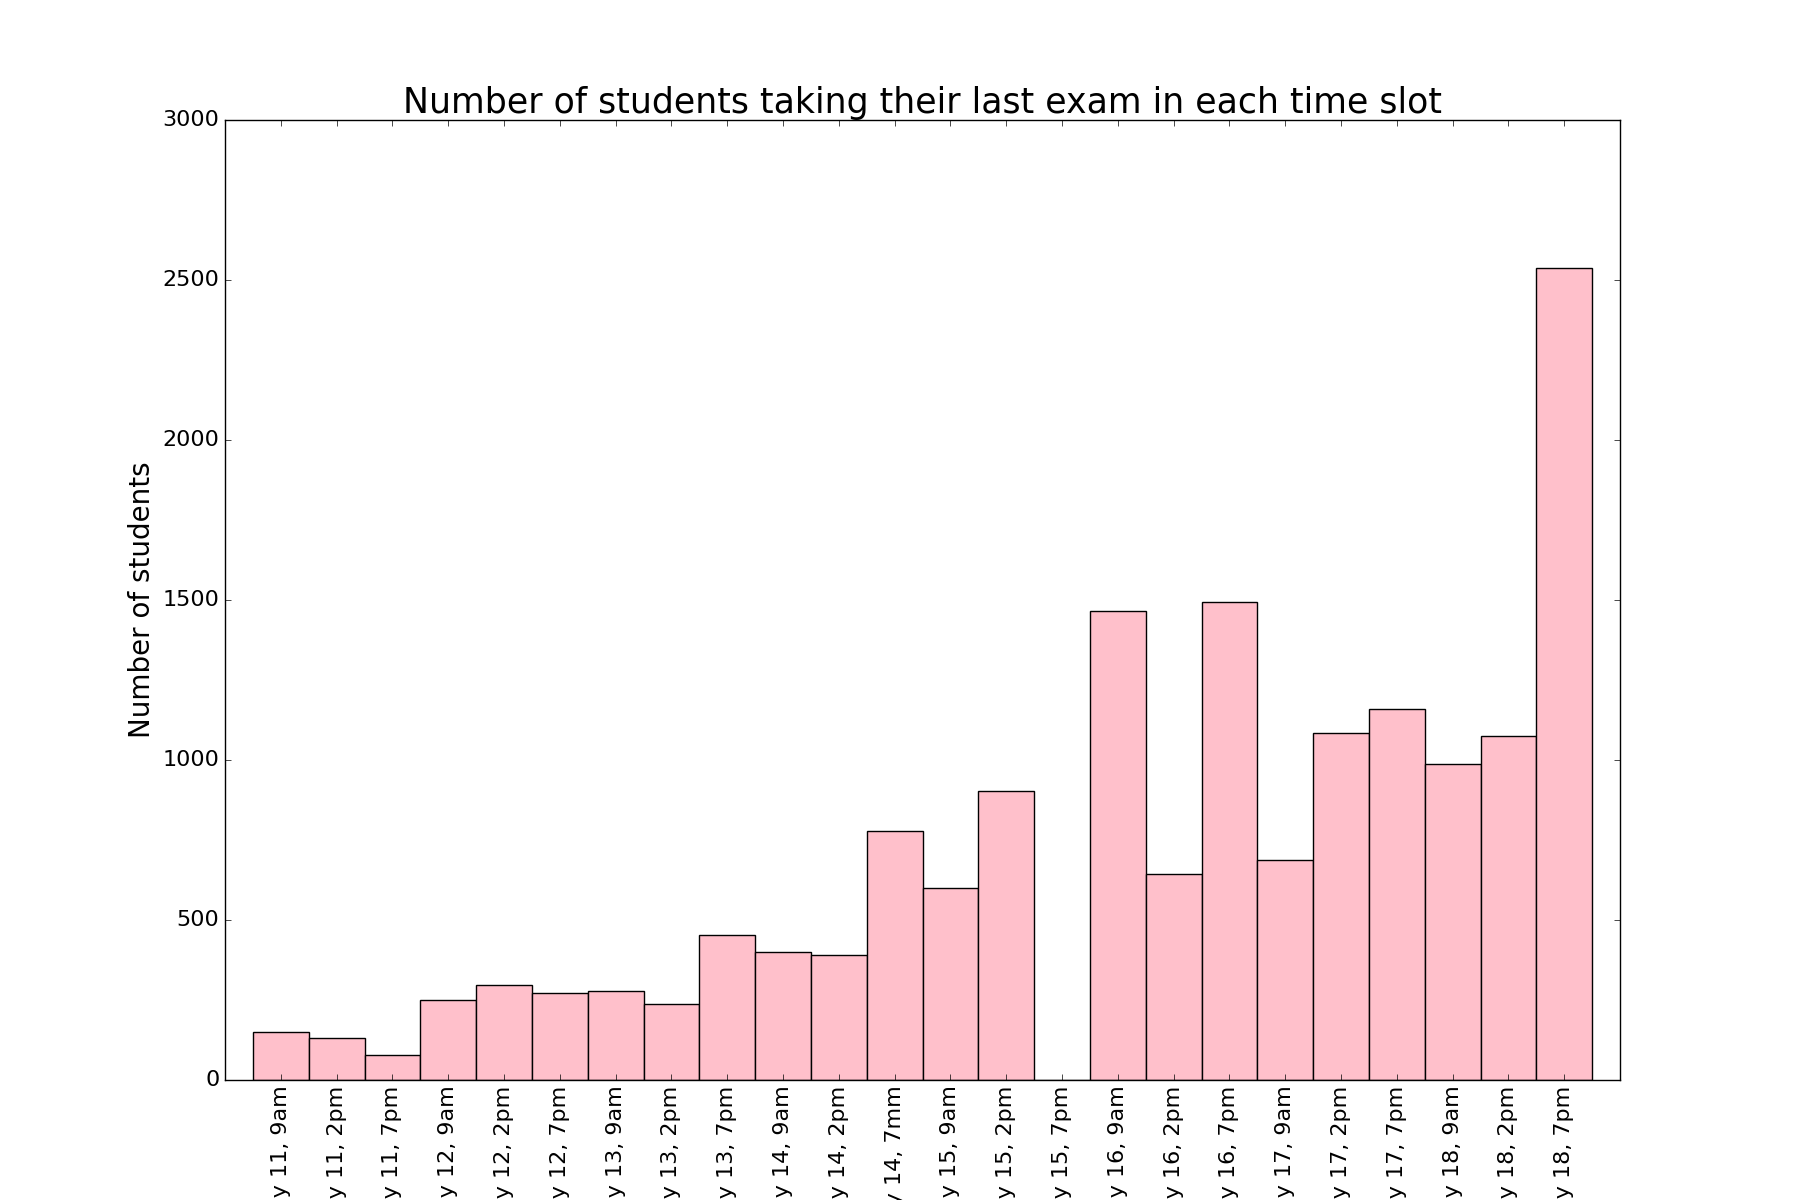 Number of students taking their last exam in each time slot
Number of students
3000
2500
2000
1500
1000
500
0
y 11, 9am
y 11, 2pm
y 11, 7pm
y 12, 9am
y 12, 2pm
y 12, 7pm
y 13, 9am
y 13, 2pm
y 13, 7pm
y 14, 9am
y 14, 2pm
y 14, 7mm
y 15, 9am
y 15, 2pm
y 15, 7pm
y 16, 9am
y 16, 2pm
y 16, 7pm
y 17, 9am
y 17, 2pm
y 17, 7pm
y 18, 9am
y 18, 2pm
y 18, 7pm